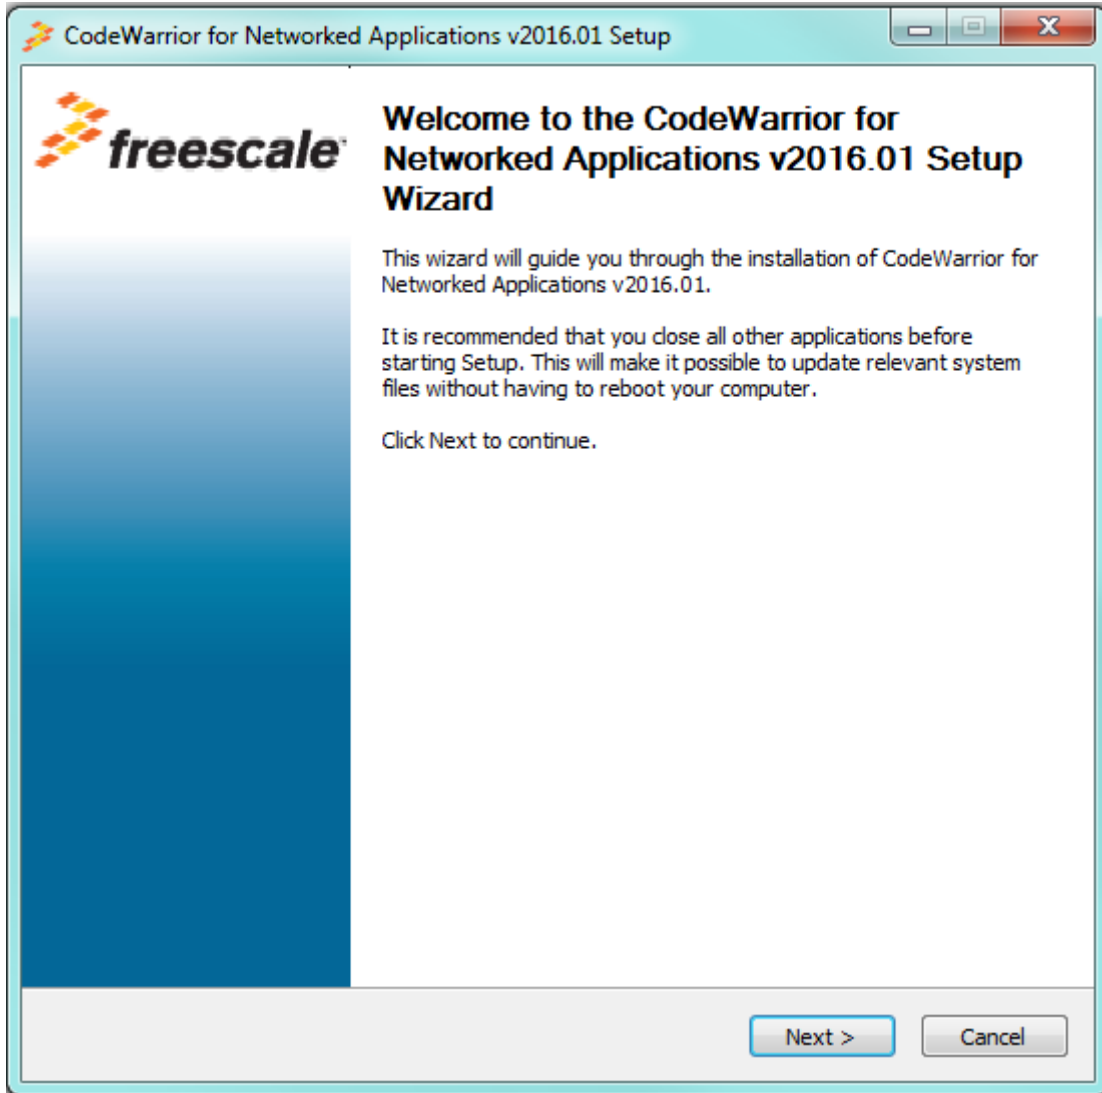 CodeWarrior for Networked Applications v2016.01 Setup
freescale
Welcome to the CodeWarrior for
Networked Applications v2016.01 Setup
Wizard
This wizard will guide you through the installation of CodeWarrior for
Networked Applications v2016.01.
It is recommended that you close all other applications before
starting Setup. This will make it possible to update relevant system
files without having to reboot your computer.
Click Next to continue.
Next >
Cancel